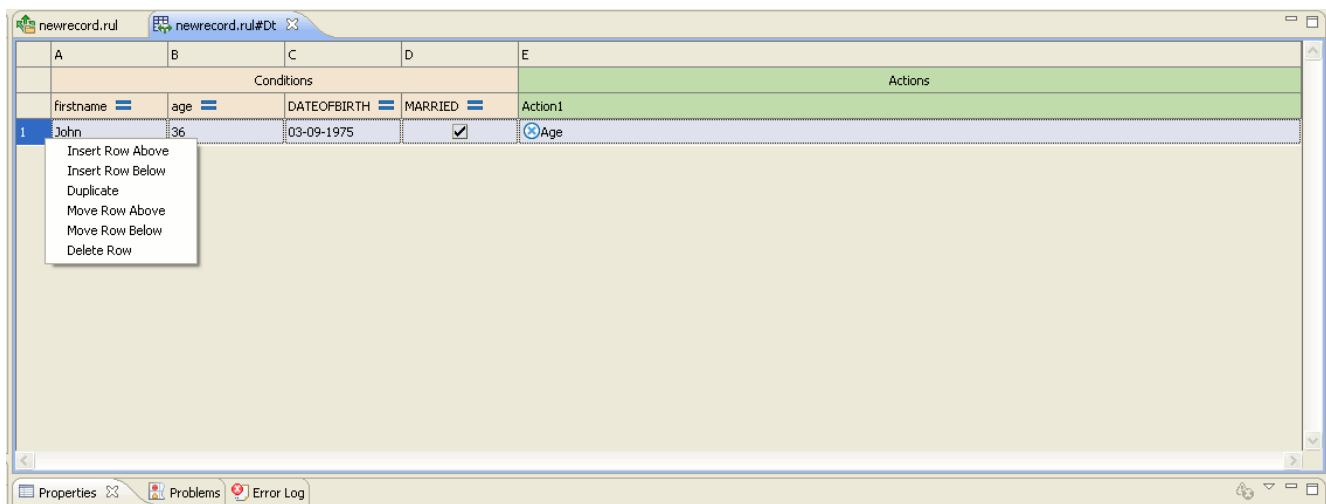 newrecord.rul newrecord.rul#Dt
A B C D E
Conditions Actions
firstname age DATEOFBIRTH MARRIED Action1
1 John 36 03-09-1975 Age
Insert Row Above
Insert Row Below
Duplicate
Move Row Above
Move Row Below
Delete Row
Properties Problems Error Log